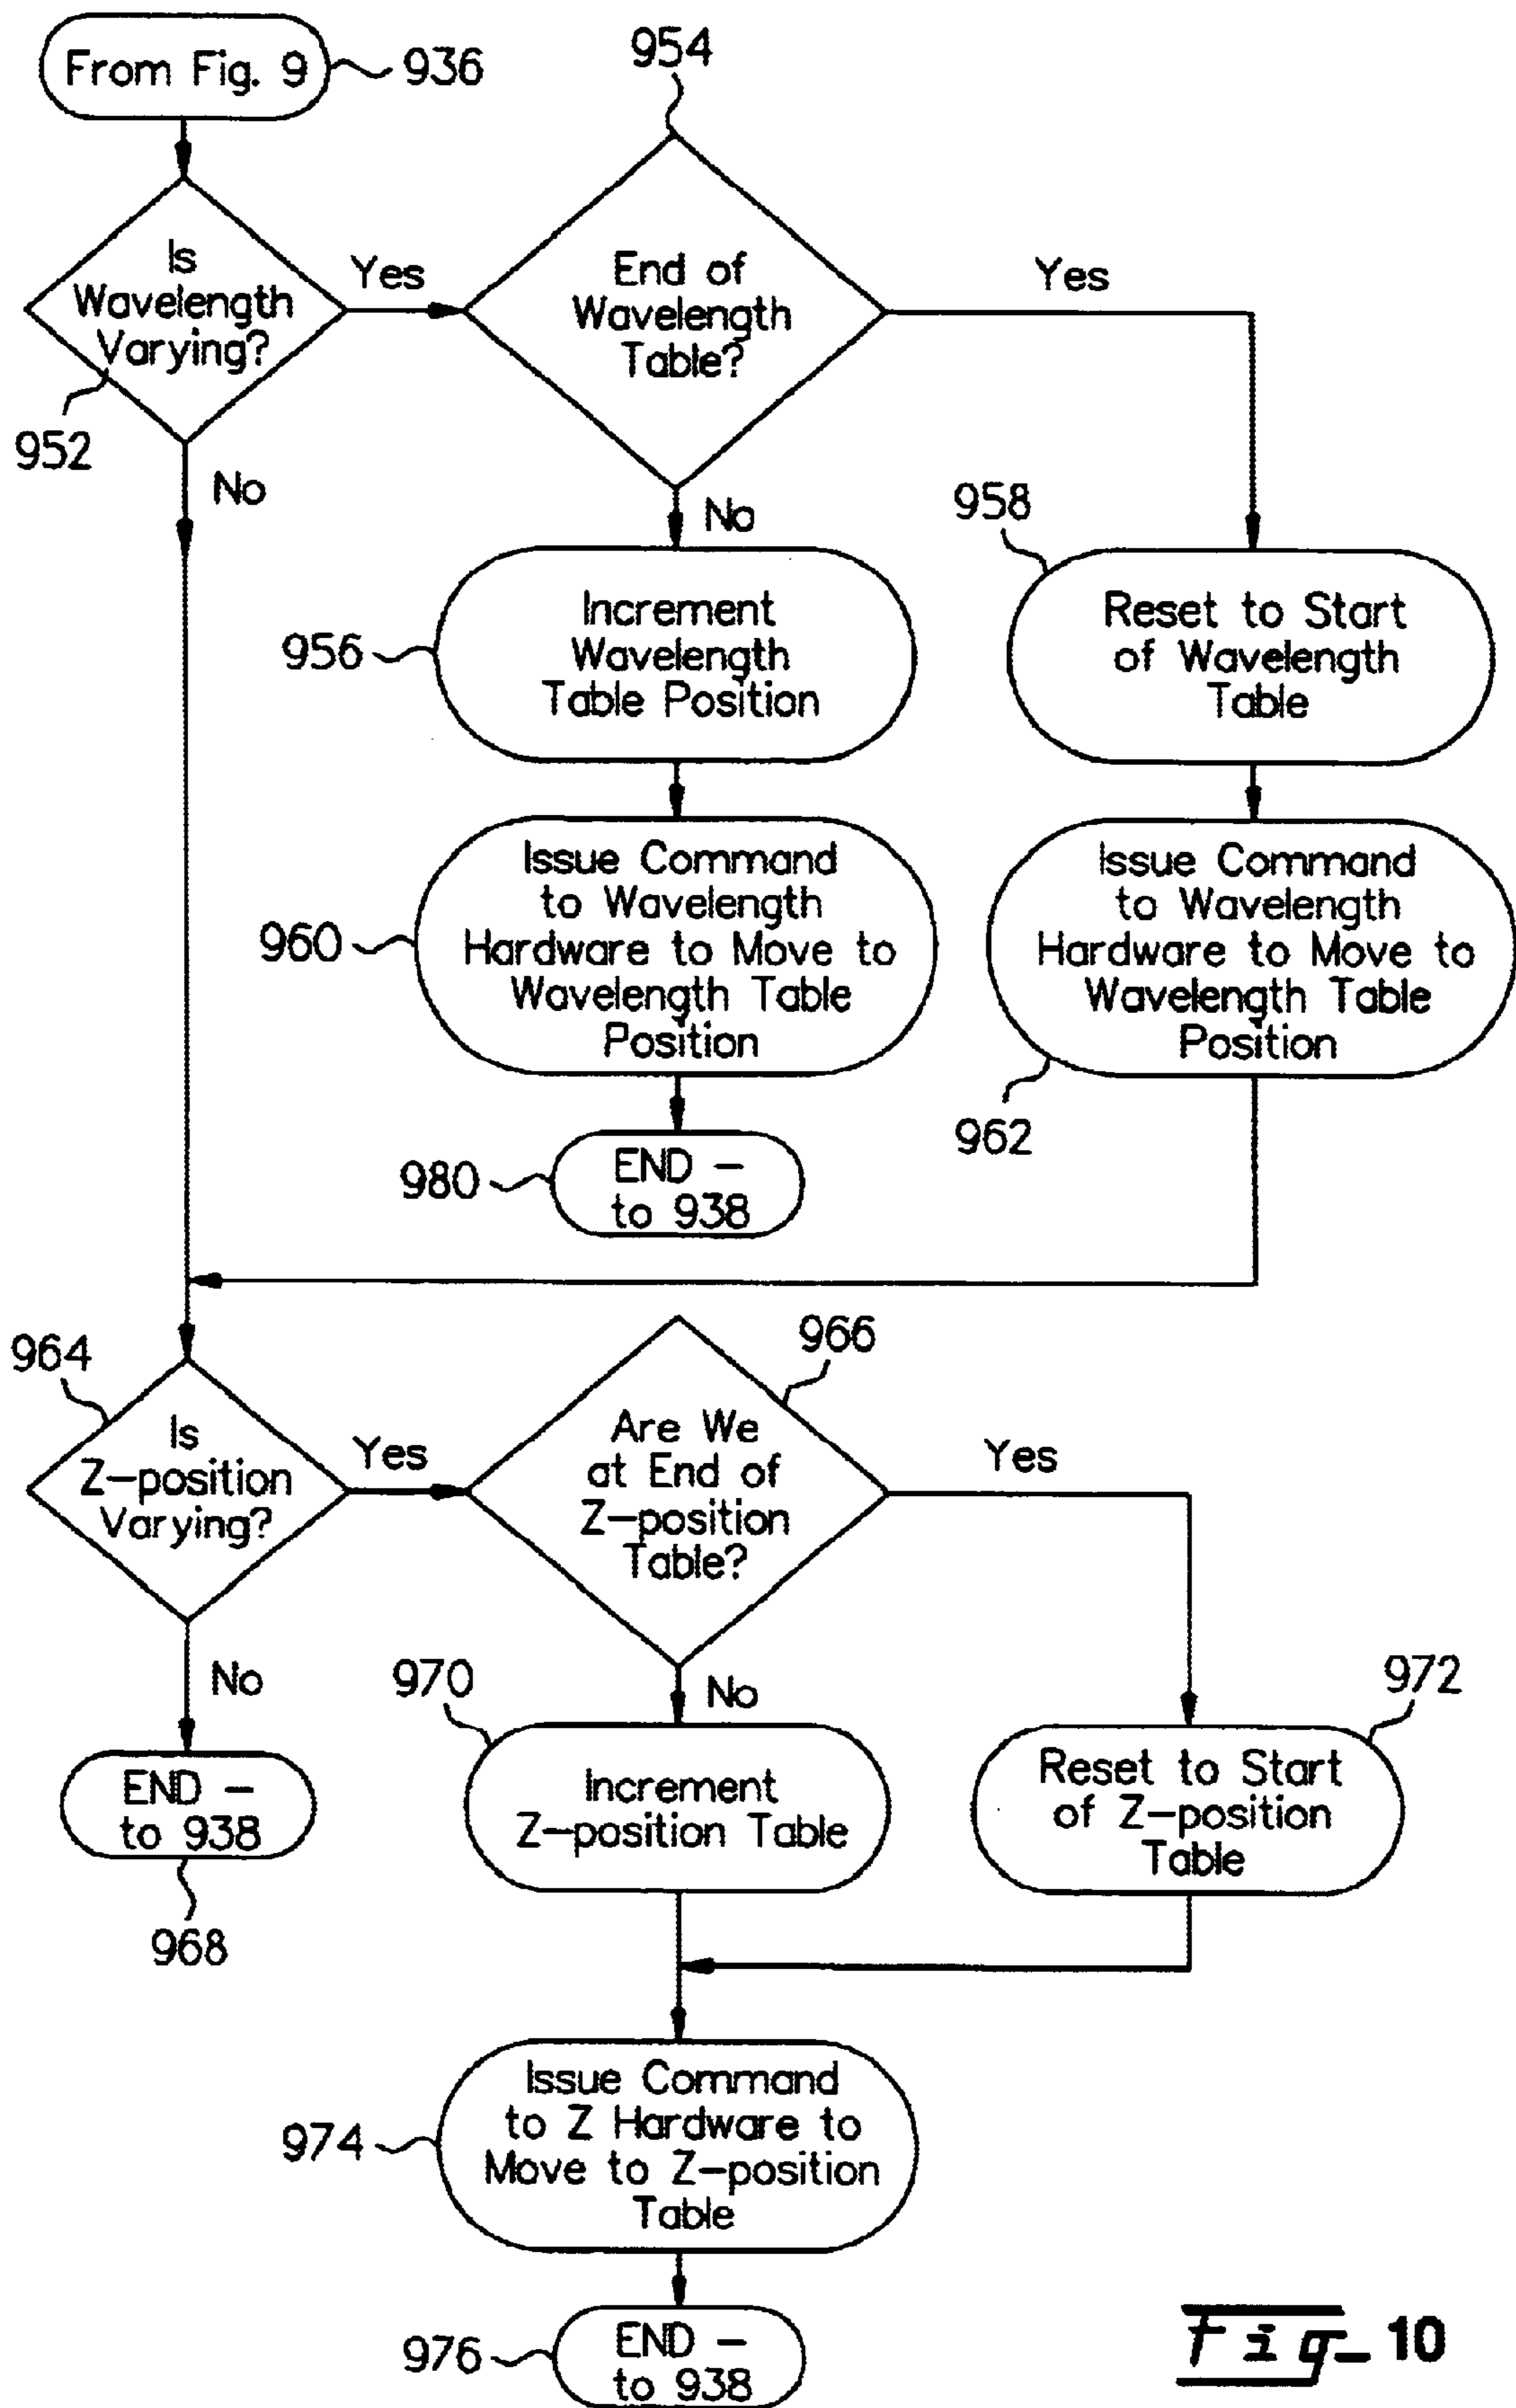 From Fig. 9
936
954
Is
Wavelength
Varying?
952
Yes
End of
Wavelength
Table?
Yes
No
No
956
Increment
Wavelength
Table Position
958
Reset to Start
of Wavelength
Table
960
Issue Command
to Wavelength
Hardware to Move to
Wavelength Table
Position
Issue Command
to Wavelength
Hardware to Move to
Wavelength Table
Position
962
980
END –
to 938
964
Is
Z–position
Varying?
Yes
966
Are We
at End of
Z–position
Table?
Yes
No
No
END –
to 938
968
970
Increment
Z–position Table
972
Reset to Start
of Z–position
Table
974
Issue Command
to Z Hardware to
Move to Z–position
Table
976
END –
to 938
Fig_10